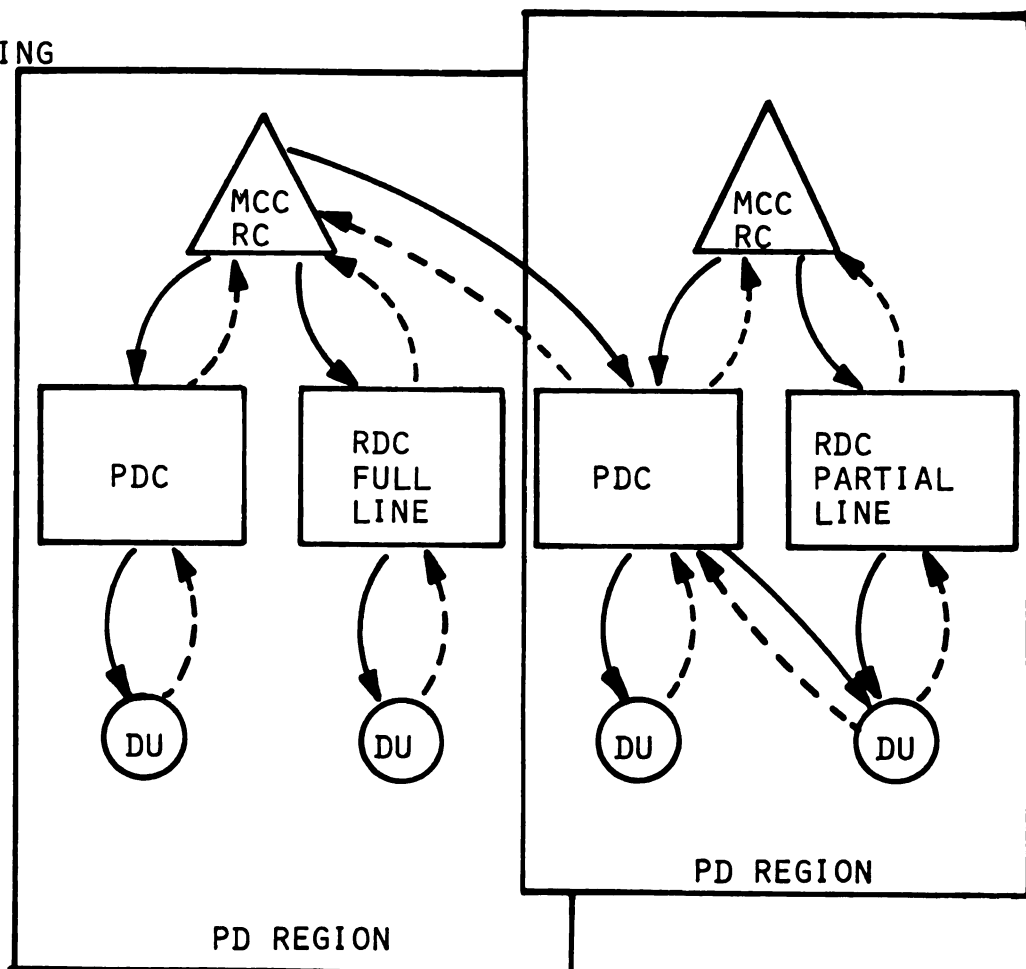 ING
MCC
RC
MCC
RC
PDC
RDC
FULL
LINE
PDC
RDC
PARTIAL
LINE
DU
DU
DU
DU
PD REGION
PD REGION